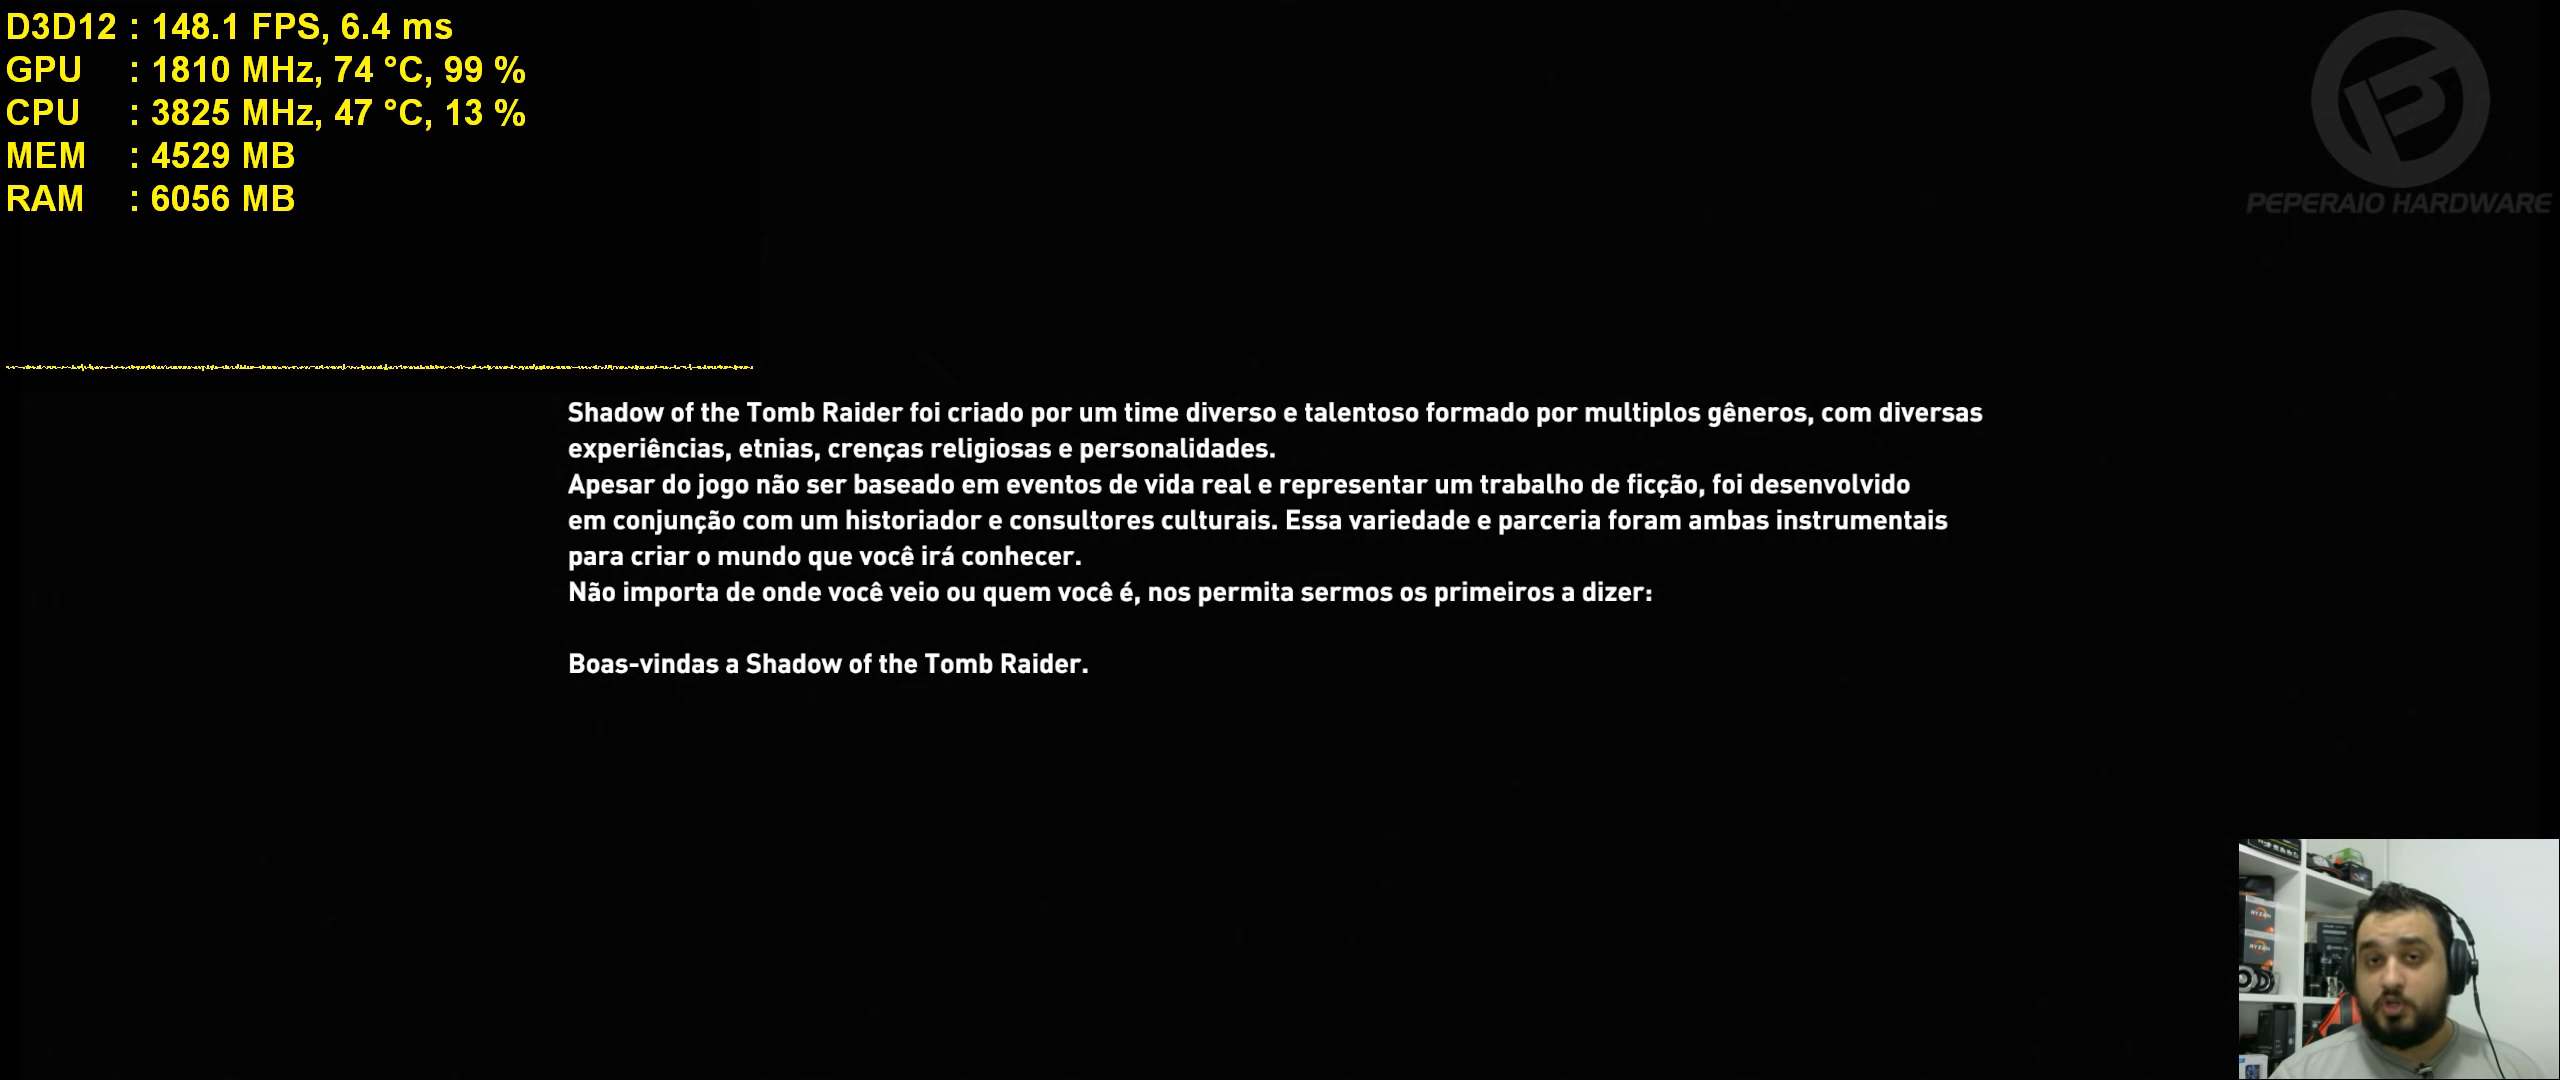 D3D12 : 148.1 FPS, 6.4 ms
GPU : 1810 MHz, 74 °C, 99 %
CPU : 3825 MHz, 47 °C, 13 %
MEM : 4529 MB
RAM : 6056 MB
PEPERAIO HARDWARE
Shadow of the Tomb Raider foi criado por um time diverso e talentoso formado por multiplos gêneros, com diversas
experiências, etnias, crenças religiosas e personalidades.
Apesar do jogo não ser baseado em eventos de vida real e representar um trabalho de ficção, foi desenvolvido
em conjunção com um historiador e consultores culturais. Essa variedade e parceria foram ambas instrumentais
para criar o mundo que você irá conhecer.
Não importa de onde você veio ou quem você é, nos permita sermos os primeiros a dizer:
Boas-vindas a Shadow of the Tomb Raider.
RYZEN
RYZEN